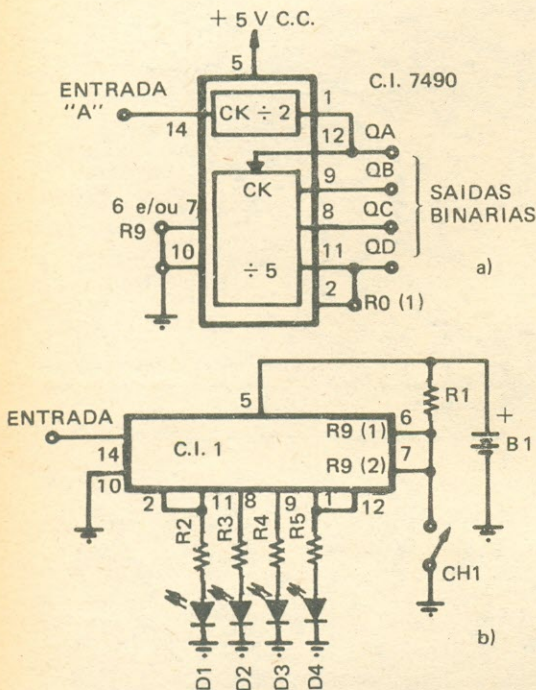 + 5 V C.C.
5
C.I. 7490
ENTRADA
"A"
14
CK ÷ 2
1
12
QA
CK
9
QB
8
QC
SAIDAS
BINARIAS
6 e/ou 7
R9
10
÷ 5
11
QD
2
R0 (1)
a)
5
R1
+
B1
ENTRADA
14
C.I. 1
R9 (1)
6
R9 (2)
7
10
2
11
8
9
1
12
R2
R3
R4
R5
CH1
D1
D2
D3
D4
b)